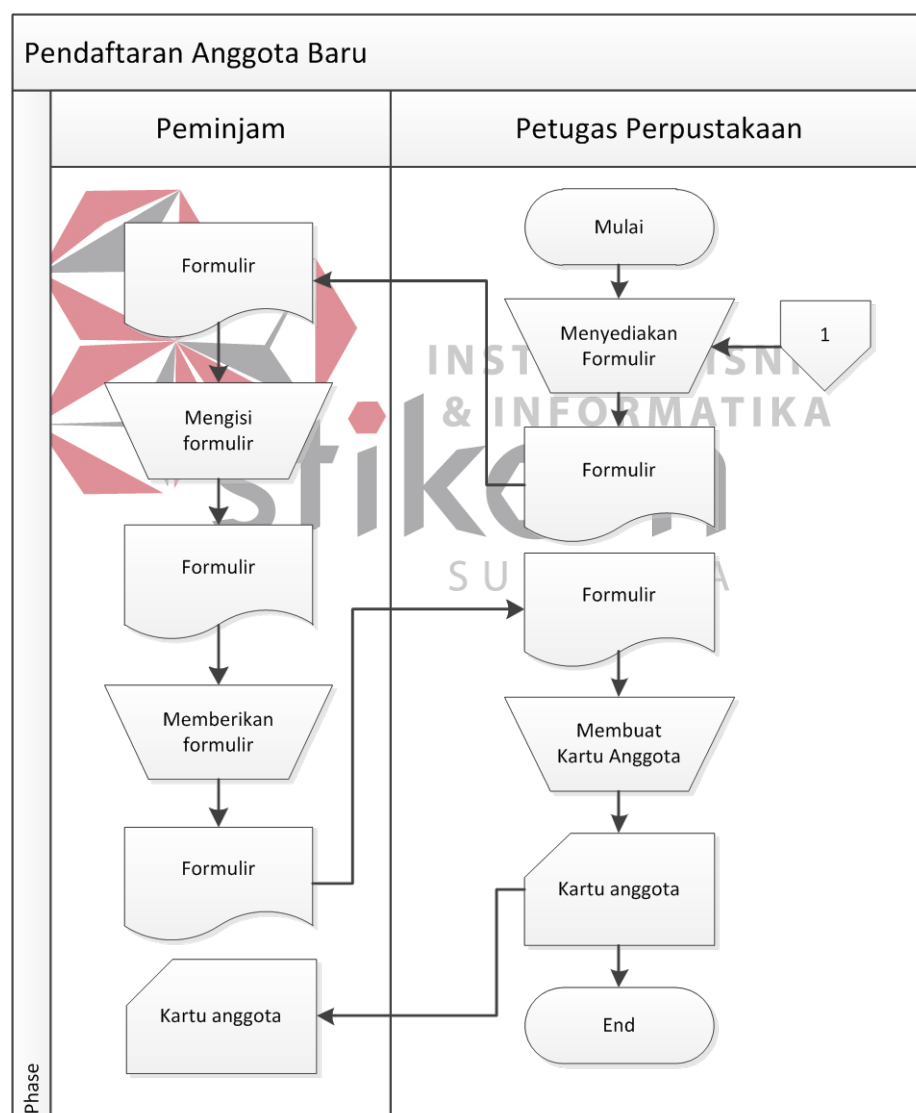 Pendaftaran Anggota Baru
Peminjam
Petugas Perpustakaan
Mulai
Formulir
Menyediakan
Formulir
1
& INFORMATIKA
Mengisi
formulir
Formulir
Formulir
Formulir
Memberikan
formulir
Membuat
Kartu Anggota
Formulir
Kartu anggota
Kartu anggota
End
Phase